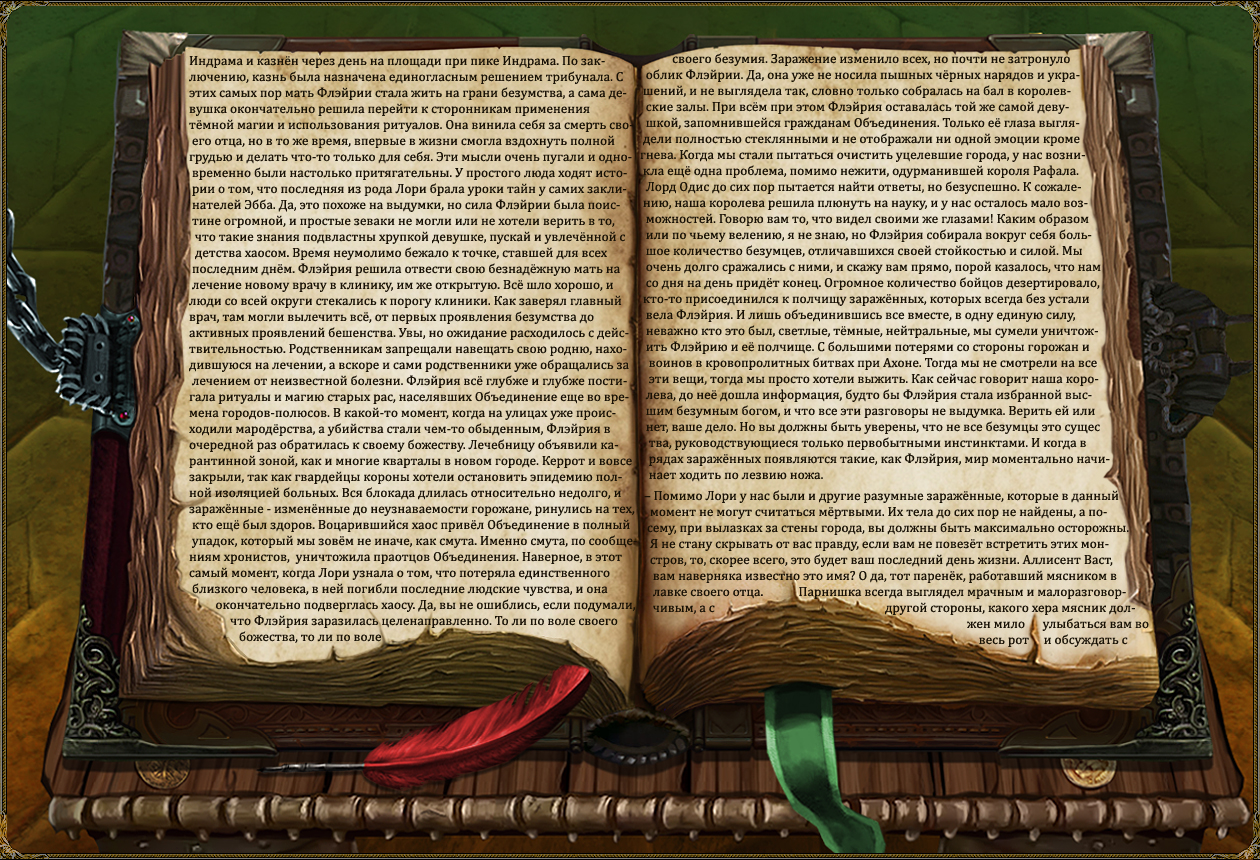 Индрама и казнён через день на площади при пике Индрама. По зак-
лючению, казнь была назначена единогласным решением трибунала. С
этих самых пор мать Флэйрии стала жить на грани безумства, а сама де-
вушка окончательно решила перейти к сторонникам применения
тёмной магии и использования ритуалов. Она винила себя за смерть сво-
его отца, но в то же время, впервые в жизни смогла вздохнуть полной
грудью и делать что-то только для себя. Эти мысли очень пугали и одно-
временно были настолько притягательны. У простого люда ходят исто-
рии о том, что последняя из рода Лори брала уроки тайн у самих закли-
нателей Эбба. Да, это похоже на выдумки, но сила Флэйрии была поис-
тине огромной, и простые зеваки не могли или не хотели верить в то,
что такие знания подвластны хрупкой девушке, пускай и увлечённой с
детства хаосом. Время неумолимо бежало к точке, ставшей для всех
последним днём. Флэйрия решила отвести свою безнадёжную мать на
лечение новому врачу в клинику, им же открытую. Всё шло хорошо, и
люди со всей округи стекались к порогу клиники. Как заверял главный
врач, там могли вылечить всё, от первых проявлений безумства до
активных проявлений бешенства. Увы, но ожидание расходилось с дейс-
твительностью. Родственникам запрещали навещать свою родню, нахо-
дившуюся на лечении, а вскоре и сами родственники уже обращались за
лечением от неизвестной болезни. Флэйрия всё глубже и глубже пости-
гала ритуалы и магию старых рас, населявших Объединение еще во вре-
мена городов-полюсов. В какой-то момент, когда на улицах уже проис-
ходили мародёрства, а убийства стали чем-то обыденным, Флэйрия в
очередной раз обратилась к своему божеству. Лечебницу объявили ка-
рантинной зоной, как и многие кварталы в новом городе. Керрот и вовсе
закрыли, так как гвардейцы короны хотели остановить эпидемию пол-
ной изоляцией больных. Вся блокада длилась относительно недолго, и
заражённые - изменённые до неузнаваемости горожане, ринулись на тех,
кто ещё был здоров. Воцарившийся хаос привёл Объединение в полный
упадок, который мы зовём не иначе, как смута. Именно смута, по сообще-
ниям хронистов, уничтожила праотцов Объединения. Наверное, в этот
самый момент, когда Лори узнала о том, что потеряла единственного
близкого человека, в ней погибли последние людские чувства, и она
окончательно подверглась хаосу. Да, вы не ошиблись, если подумали,
что Флэйрия заразилась целенаправленно. То ли по воле своего
божества, то ли по воле
своего безумия. Заражение изменило всех, но почти не затронуло
облик Флэйрии. Да, она уже не носила пышных чёрных нарядов и укра-
шений, и не выглядела так, словно только собралась на бал в королев-
ские залы. При всём при этом Флэйрия оставалась той же самой деву-
шкой, запомнившейся гражданам Объединения. Только её глаза выгля-
дели полностью стеклянными и не отображали ни одной эмоции кроме
гнева. Когда мы стали пытаться очистить уцелевшие города, у нас возни-
кла ещё одна проблема, помимо нежити, одурманившей короля Рафала.
Лорд Одис до сих пор пытается найти ответы, но безуспешно. К сожале-
нию, наша королева решила плюнуть на науку, и у нас осталось мало воз-
можностей. Говорю вам то, что видел своими же глазами! Каким образом
или по чьему велению, я не знаю, но Флэйрия собирала вокруг себя боль-
шое количество безумцев, отличавшихся своей стойкостью и силой. Мы
очень долго сражались с ними, и скажу вам прямо, порой казалось, что нам
со дня на день придёт конец. Огромное количество бойцов дезертировало,
кто-то присоединился к полчищу заражённых, которых всегда без устали
вела Флэйрия. И лишь объединившись все вместе, в одну единую силу,
неважно кто это был, светлые, тёмные, нейтральные, мы сумели уничтож-
ить Флэйрию и её полчище. С большими потерями со стороны горожан и
воинов в кровопролитных битвах при Ахоне. Тогда мы не смотрели на все
эти вещи, тогда мы просто хотели выжить. Как сейчас говорит наша коро-
лева, до неё дошла информация, будто бы Флэйрия стала избранной выс-
шим безумным богом, и что все эти разговоры не выдумка. Верить ей или
нет, ваше дело. Но вы должны быть уверены, что не все безумцы это сущес
тва, руководствующиеся только первобытными инстинктами. И когда в
рядах заражённых появляются такие, как Флэйрия, мир моментально начи-
нает ходить по лезвию ножа.
– Помимо Лори у нас были и другие разумные заражённые, которые в данный
момент не могут считаться мёртвыми. Их тела до сих пор не найдены, а по-
сему, при вылазках за стены города, вы должны быть максимально осторожны.
Я не стану скрывать от вас правду, если вам не повезёт встретить этих мон-
стров, то, скорее всего, это будет ваш последний день жизни. Аллисент Васт,
вам наверняка известно это имя? О да, тот паренёк, работавший мясником в
лавке своего отца. Парнишка всегда выглядел мрачным и малоразговор-
чивым, а с другой стороны, какого хера мясник дол-
жен мило улыбаться вам во
весь рот и обсуждать с